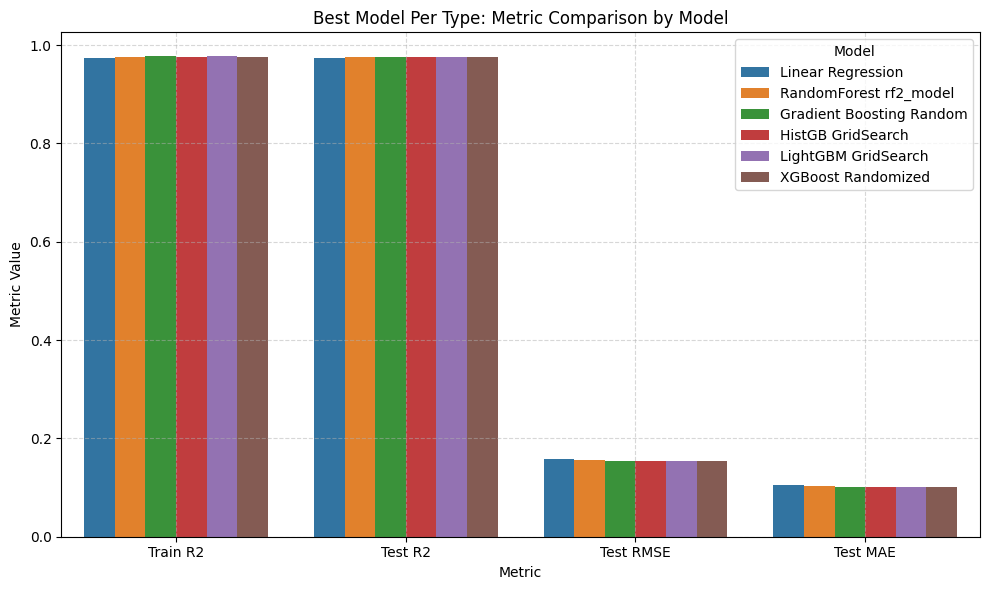 Best Model Per Type: Metric Comparison by Model
Model
Linear Regression
RandomForest rf2_model
Gradient Boosting Random
HistGB GridSearch
LightGBM GridSearch
XGBoost Randomized
Metric Value
1.0
0.8
0.6
0.4
0.2
0.0
Train R2
Test R2
Test RMSE
Test MAE
Metric